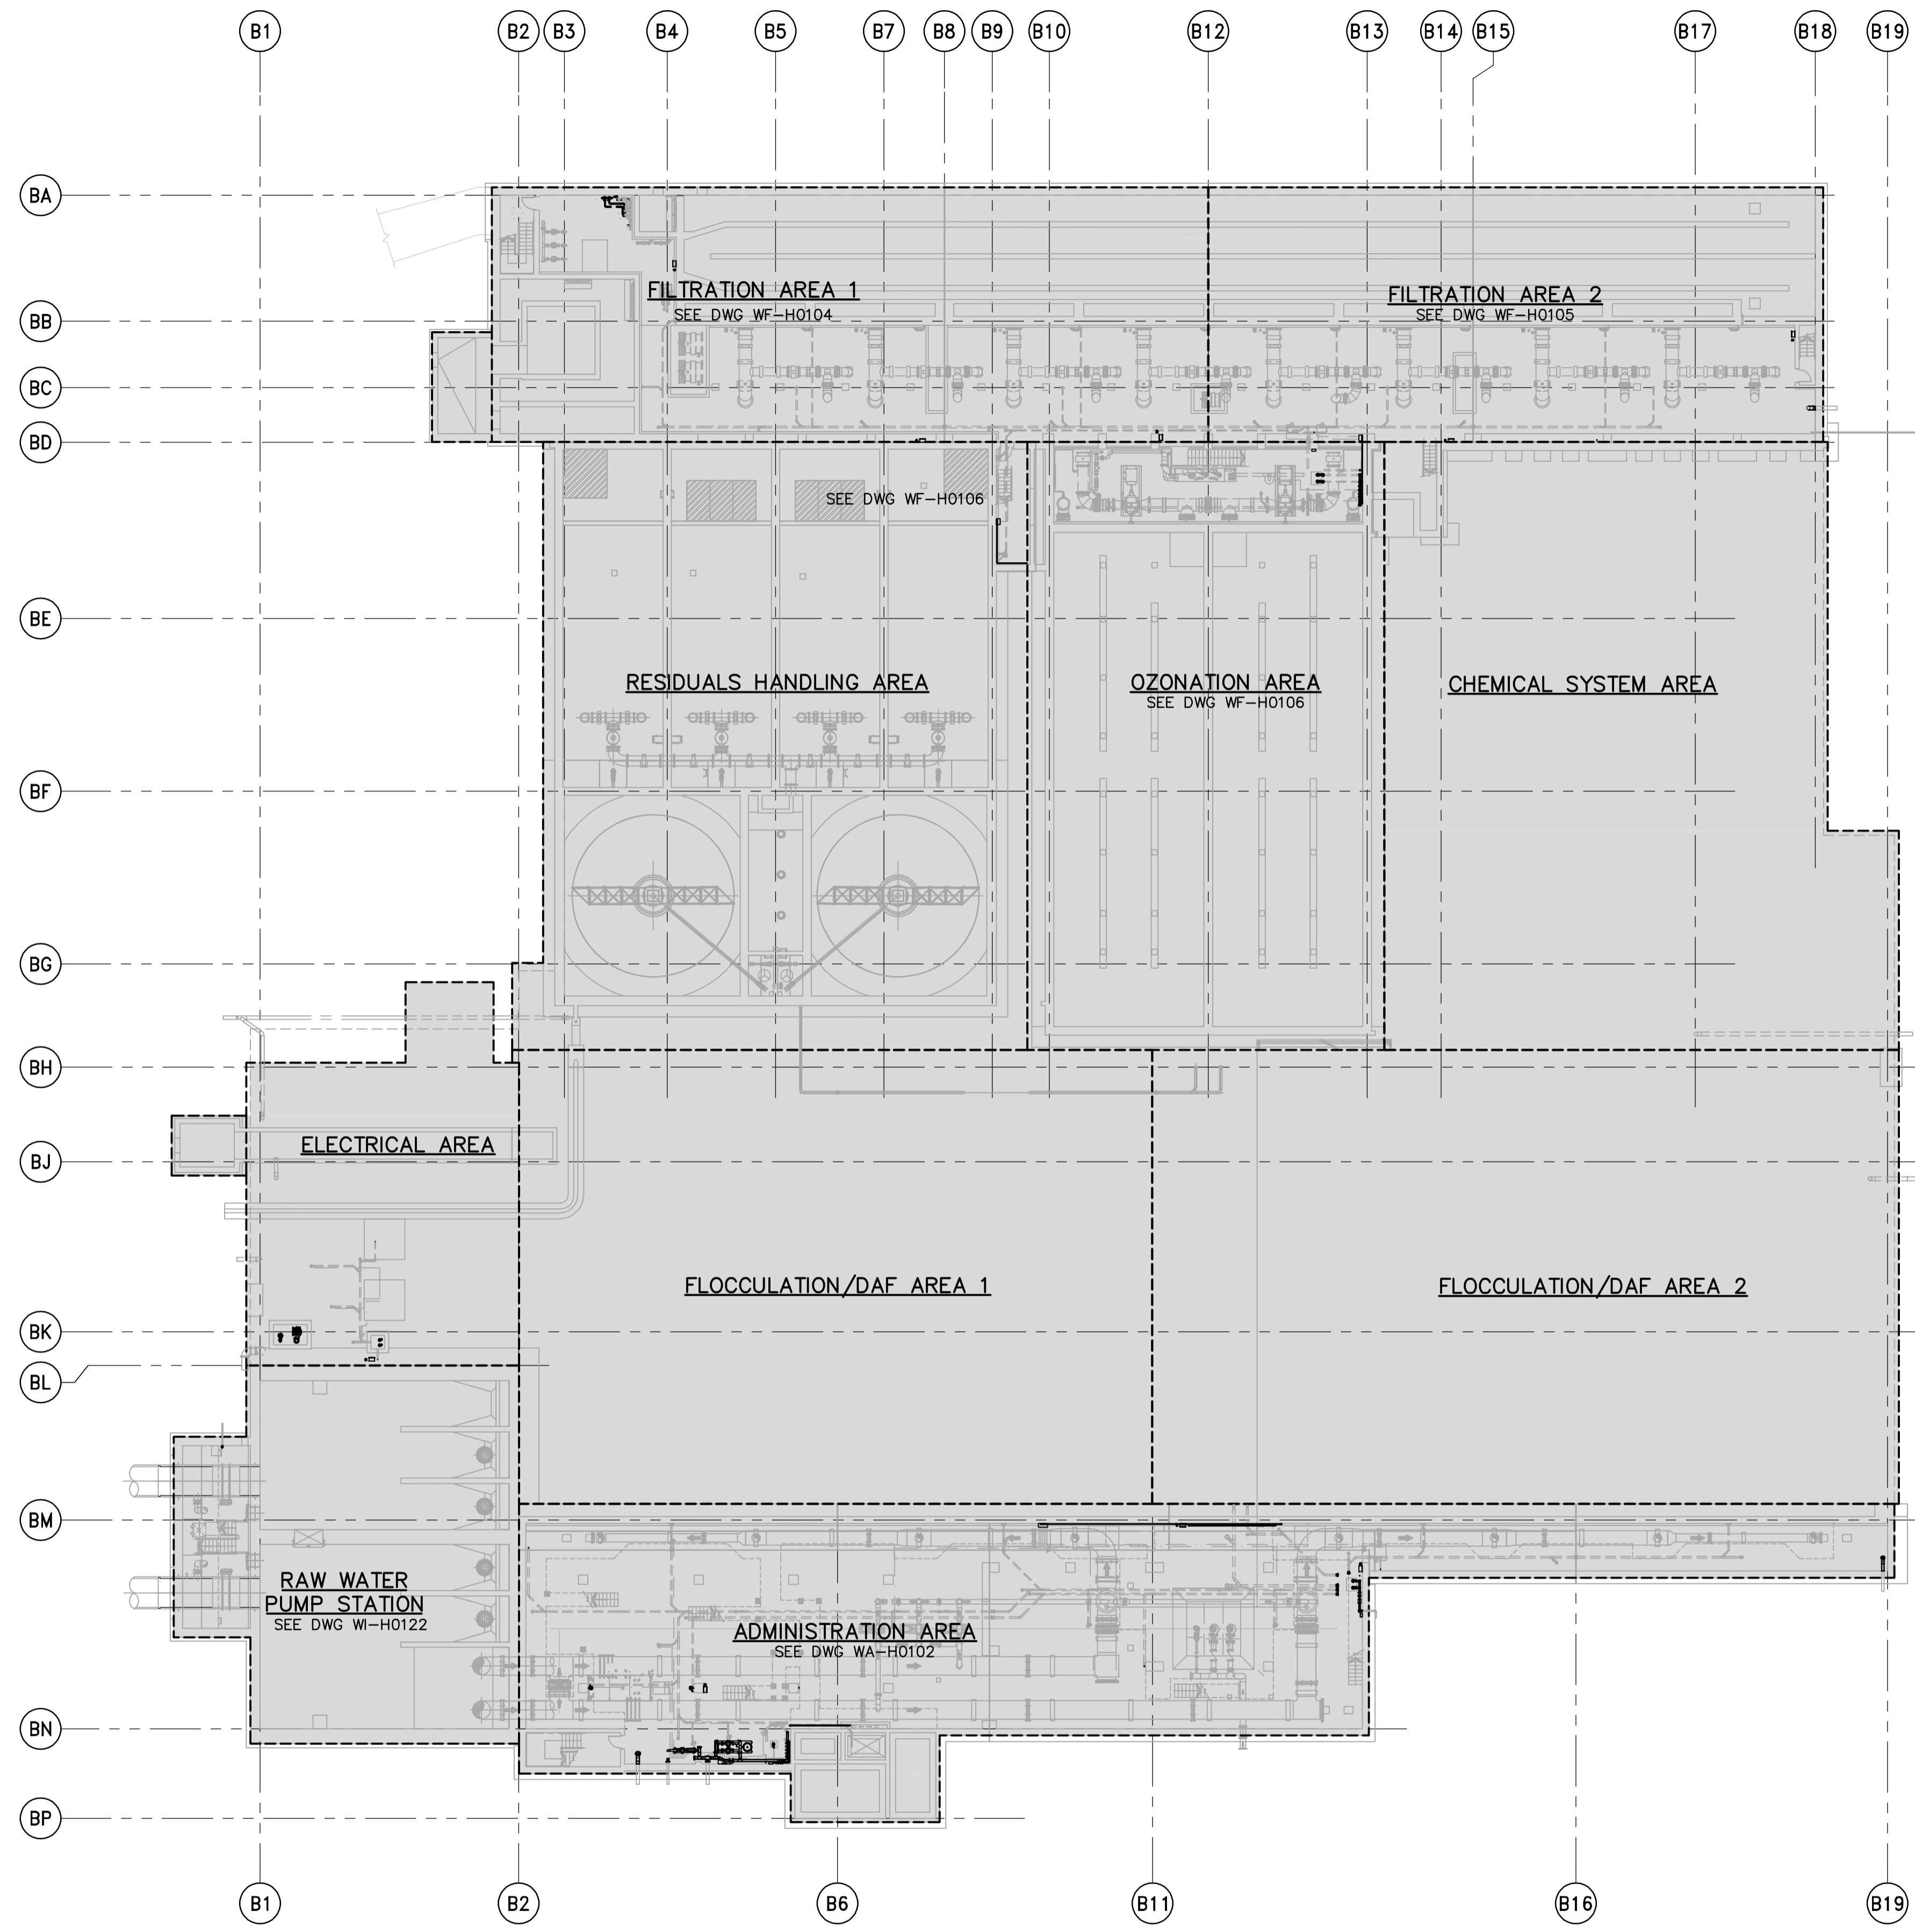 B1 B2 B3 B4 B5 B7 B8 B9 B10 B12 B13 B14 B15 B17 B18 B19
BA
FILTRATION AREA 1
SEE DWG WF-H0104
FILTRATION AREA 2
SEE DWG WF-H0105
BB
BC
BD
SEE DWG WF-H0106
BE
RESIDUALS HANDLING AREA
OZONATION AREA
SEE DWG WF-H0106
CHEMICAL SYSTEM AREA
BF
BG
BH
ELECTRICAL AREA
BJ
FLOCCULATION/DAF AREA 1
FLOCCULATION/DAF AREA 2
BK
BL
BM
RAW WATER
PUMP STATION
SEE DWG WI-H0122
ADMINISTRATION AREA
SEE DWG WA-H0102
BN
BP
B1 B2 B6 B11 B16 B19